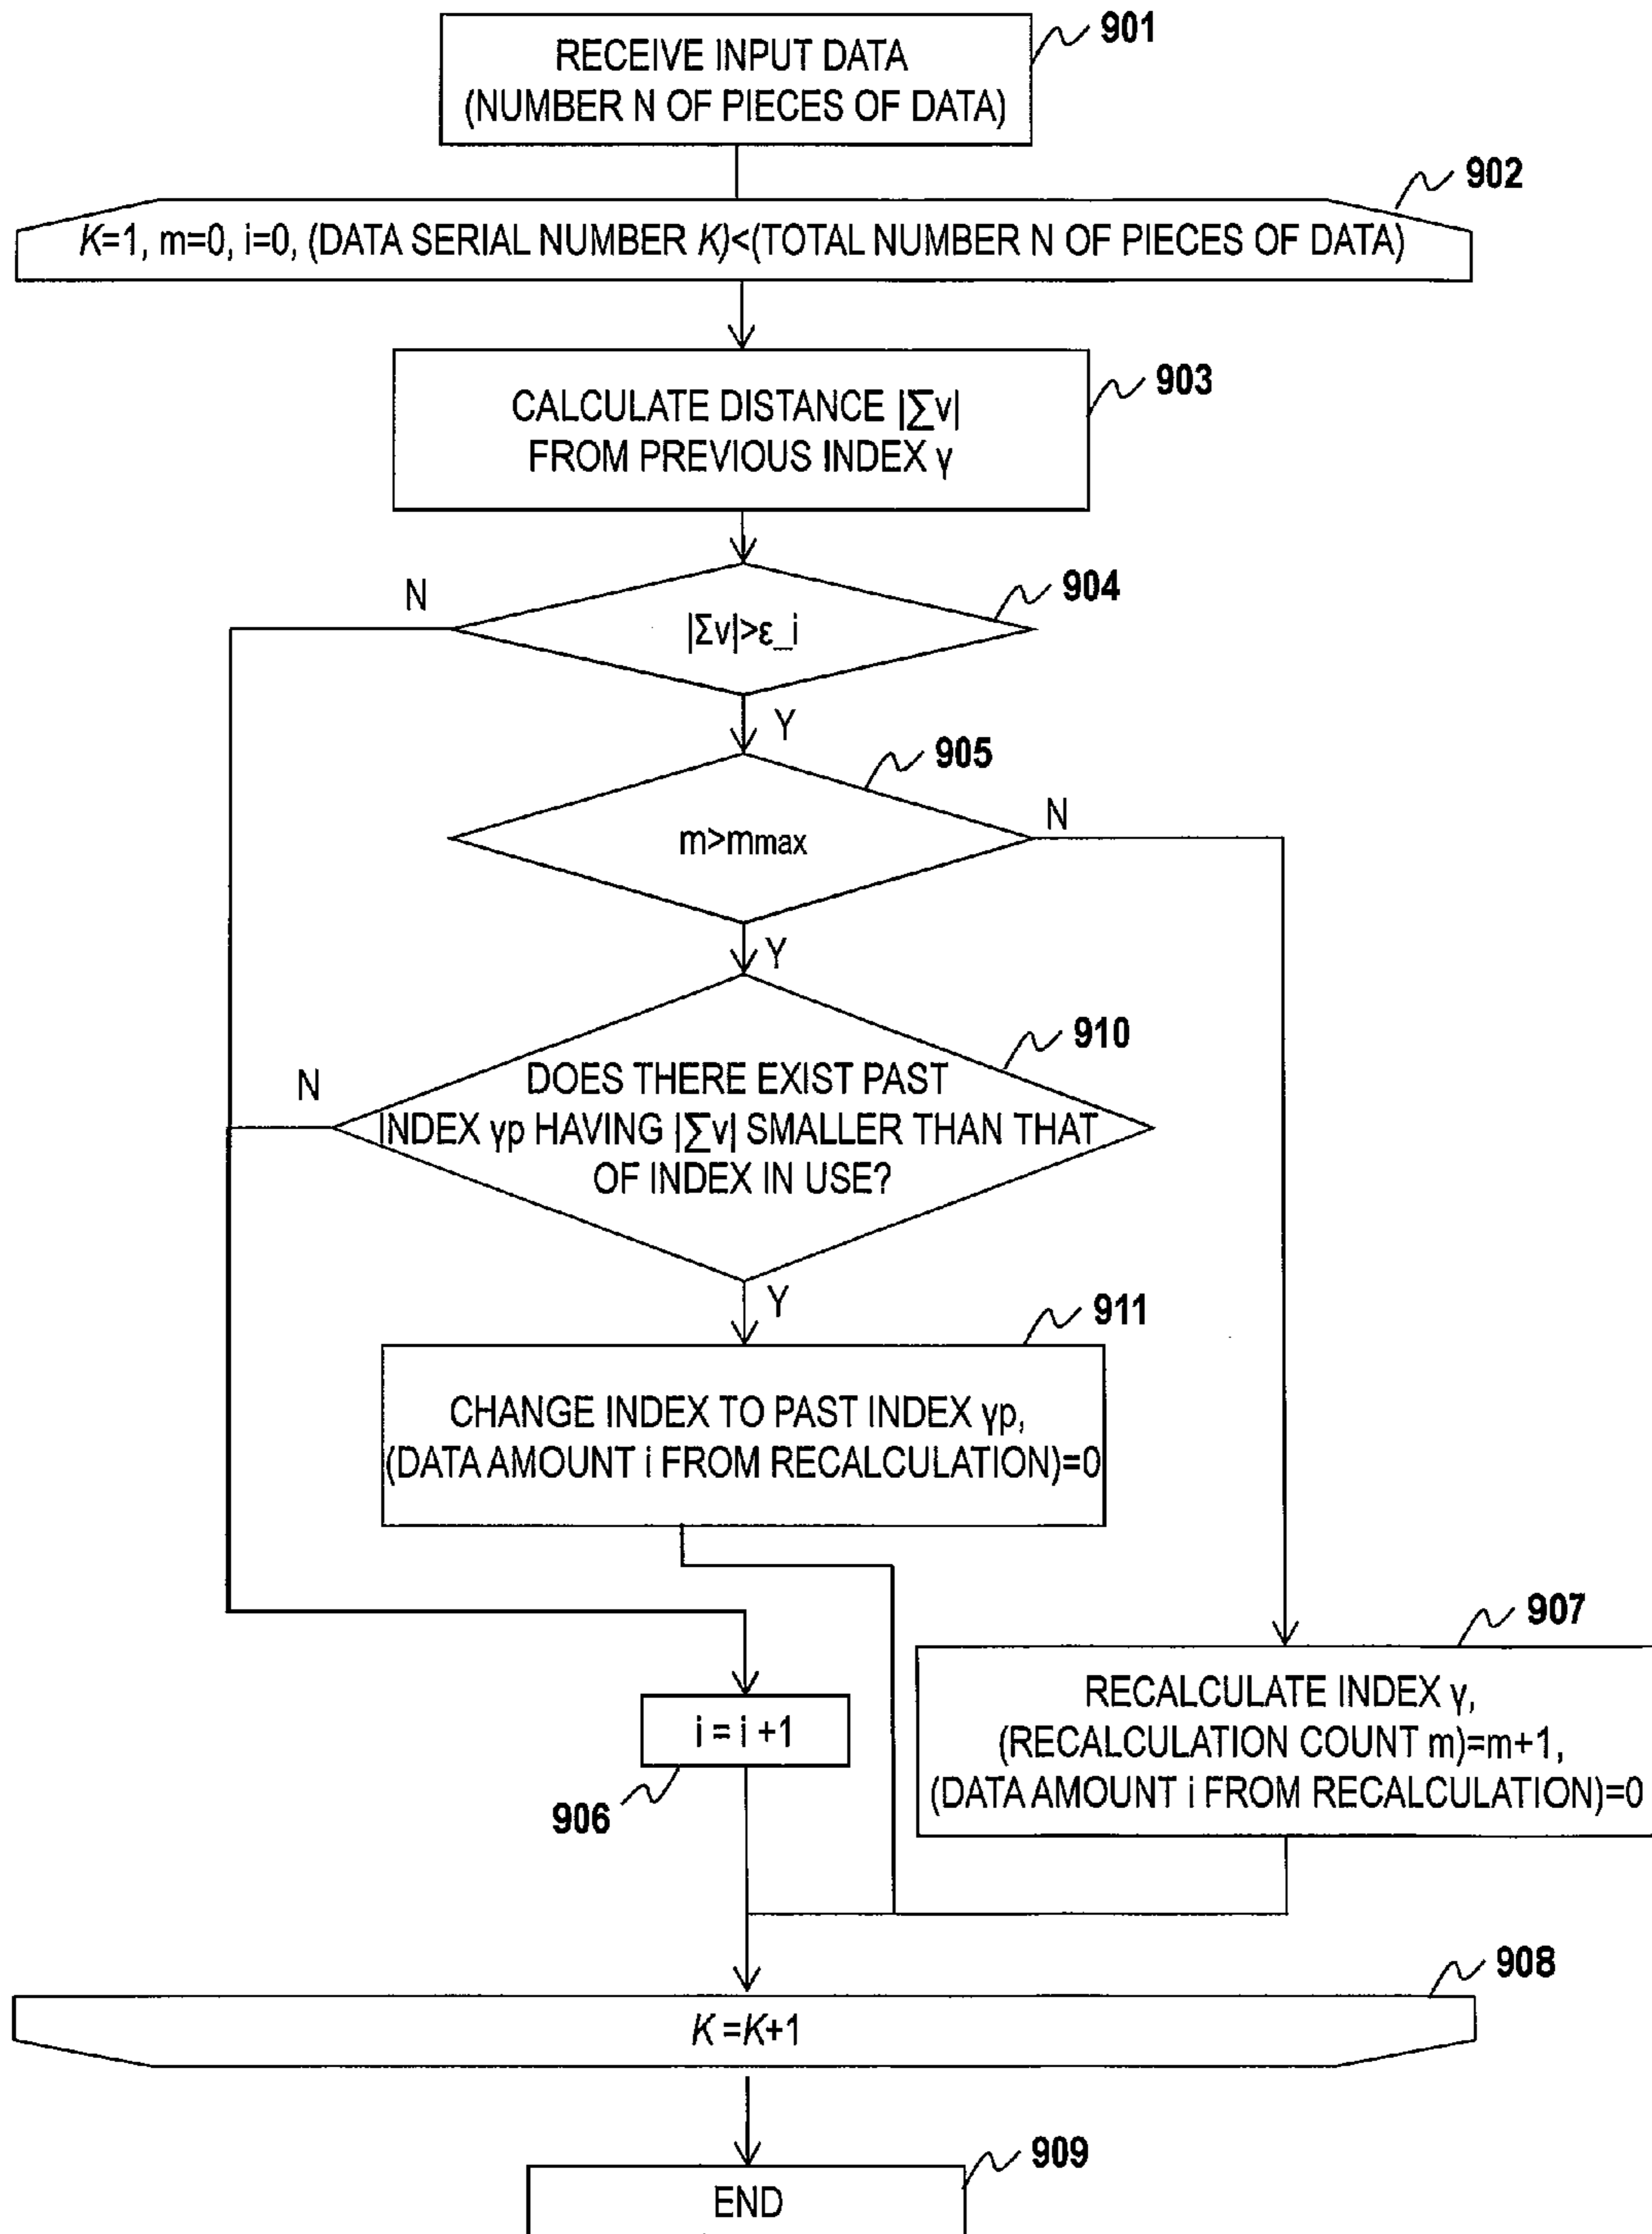 901
RECEIVE INPUT DATA
(NUMBER N OF PIECES OF DATA)
902
K=1, m=0, i=0, (DATA SERIAL NUMBER K)<(TOTAL NUMBER N OF PIECES OF DATA)
903
CALCULATE DISTANCE |∑v|
FROM PREVIOUS INDEX γ
904
N
|Σv|>ε_i
Y
905
N
m>mmax
Y
910
N
DOES THERE EXIST PAST
INDEX γp HAVING |∑v| SMALLER THAN THAT
OF INDEX IN USE?
Y
911
CHANGE INDEX TO PAST INDEX γp,
(DATA AMOUNT i FROM RECALCULATION)=0
907
RECALCULATE INDEX γ,
(RECALCULATION COUNT m)=m+1,
(DATA AMOUNT i FROM RECALCULATION)=0
i = i +1
906
908
K =K+1
909
END